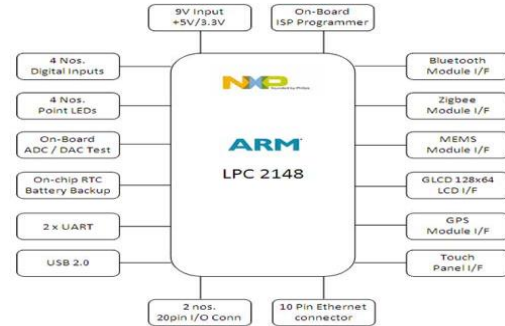 9V Input
+5V/3.3V
On-Board
ISP Programmer
4 Nos.
Digital Inputs
4 Nos.
Point LEDs
On-Board
ADC / DAC Test
On-chip RTC
Battery Backup
2 x UART
USB 2.0
NXP
founded by Philips
ARM
LPC 2148
Bluetooth
Module I/F
Zigbee
Module I/F
MEMS
Module I/F
GLCD 128x64
LCD I/F
GPS
Module I/F
Touch
Panel I/F
2 nos.
20pin I/O Conn
10 Pin Ethernet
connector